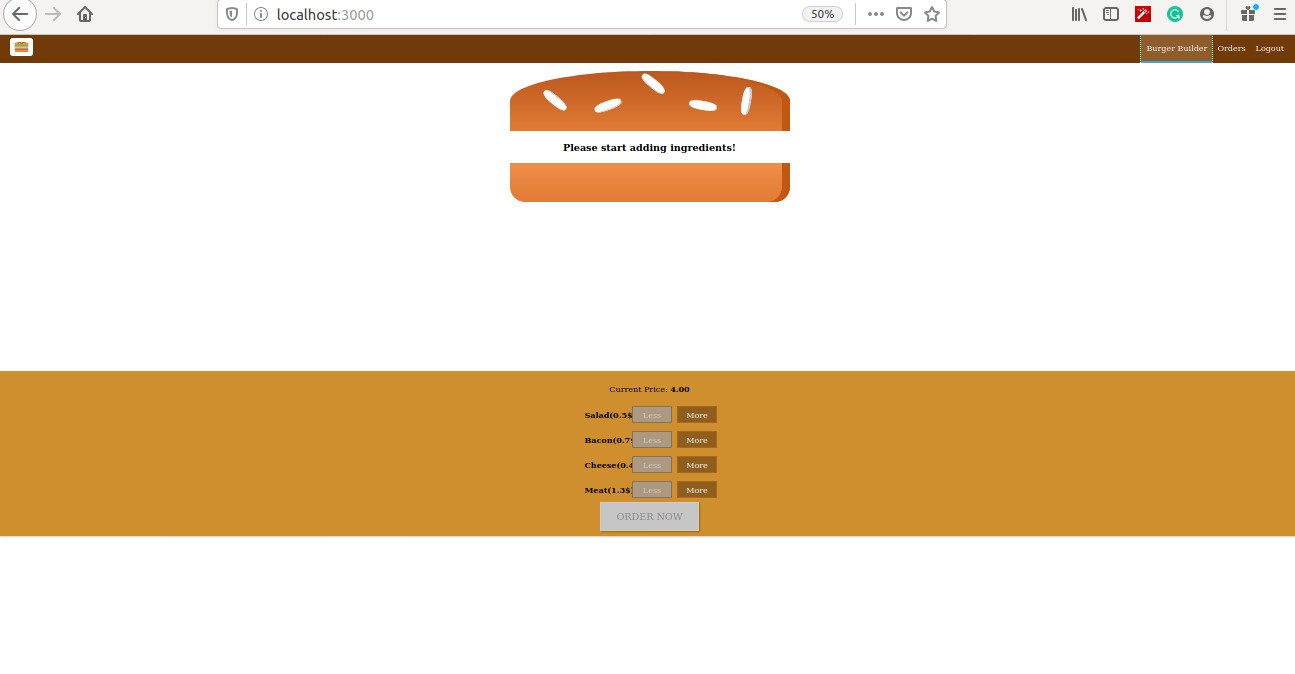 localhost:3000
50%
Burger Builder Orders Logout
Please start adding ingredients!
Current Price: 4.00
Salad(0.5$ Less More
Bacon(0.7 Less More
Cheese(0.4 Less More
Meat(1.3$) Less More
ORDER NOW